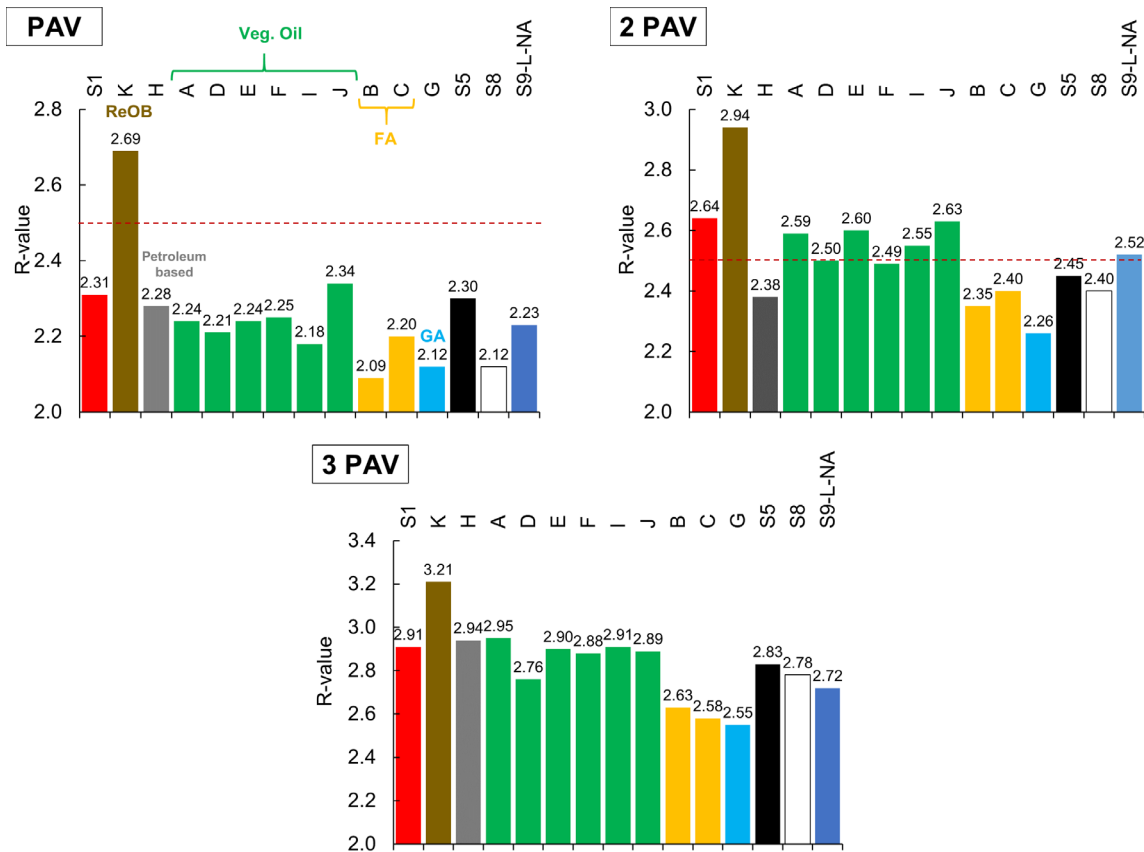 PAV
Veg. Oil
S1 K H A D E F I J B C G S5 S8 S9-L-NA
R-value
2.8
2.6
2.4
2.2
2.0
ReOB
FA
Petroleum
based
GA
2.31 2.69 2.28 2.24 2.21 2.24 2.25 2.18 2.34 2.09 2.20 2.12 2.30 2.12 2.23
2 PAV
S1 K H A D E F I J B C G S5 S8 S9-L-NA
R-value
3.0
2.8
2.6
2.4
2.2
2.0
2.64 2.94 2.38 2.59 2.50 2.60 2.49 2.55 2.63 2.35 2.40 2.26 2.45 2.40 2.52
3 PAV
S1 K H A D E F I J B C G S5 S8 S9-L-NA
R-value
3.4
3.2
3.0
2.8
2.6
2.4
2.2
2.0
2.91 3.21 2.94 2.95 2.76 2.90 2.88 2.91 2.89 2.63 2.58 2.55 2.83 2.78 2.72